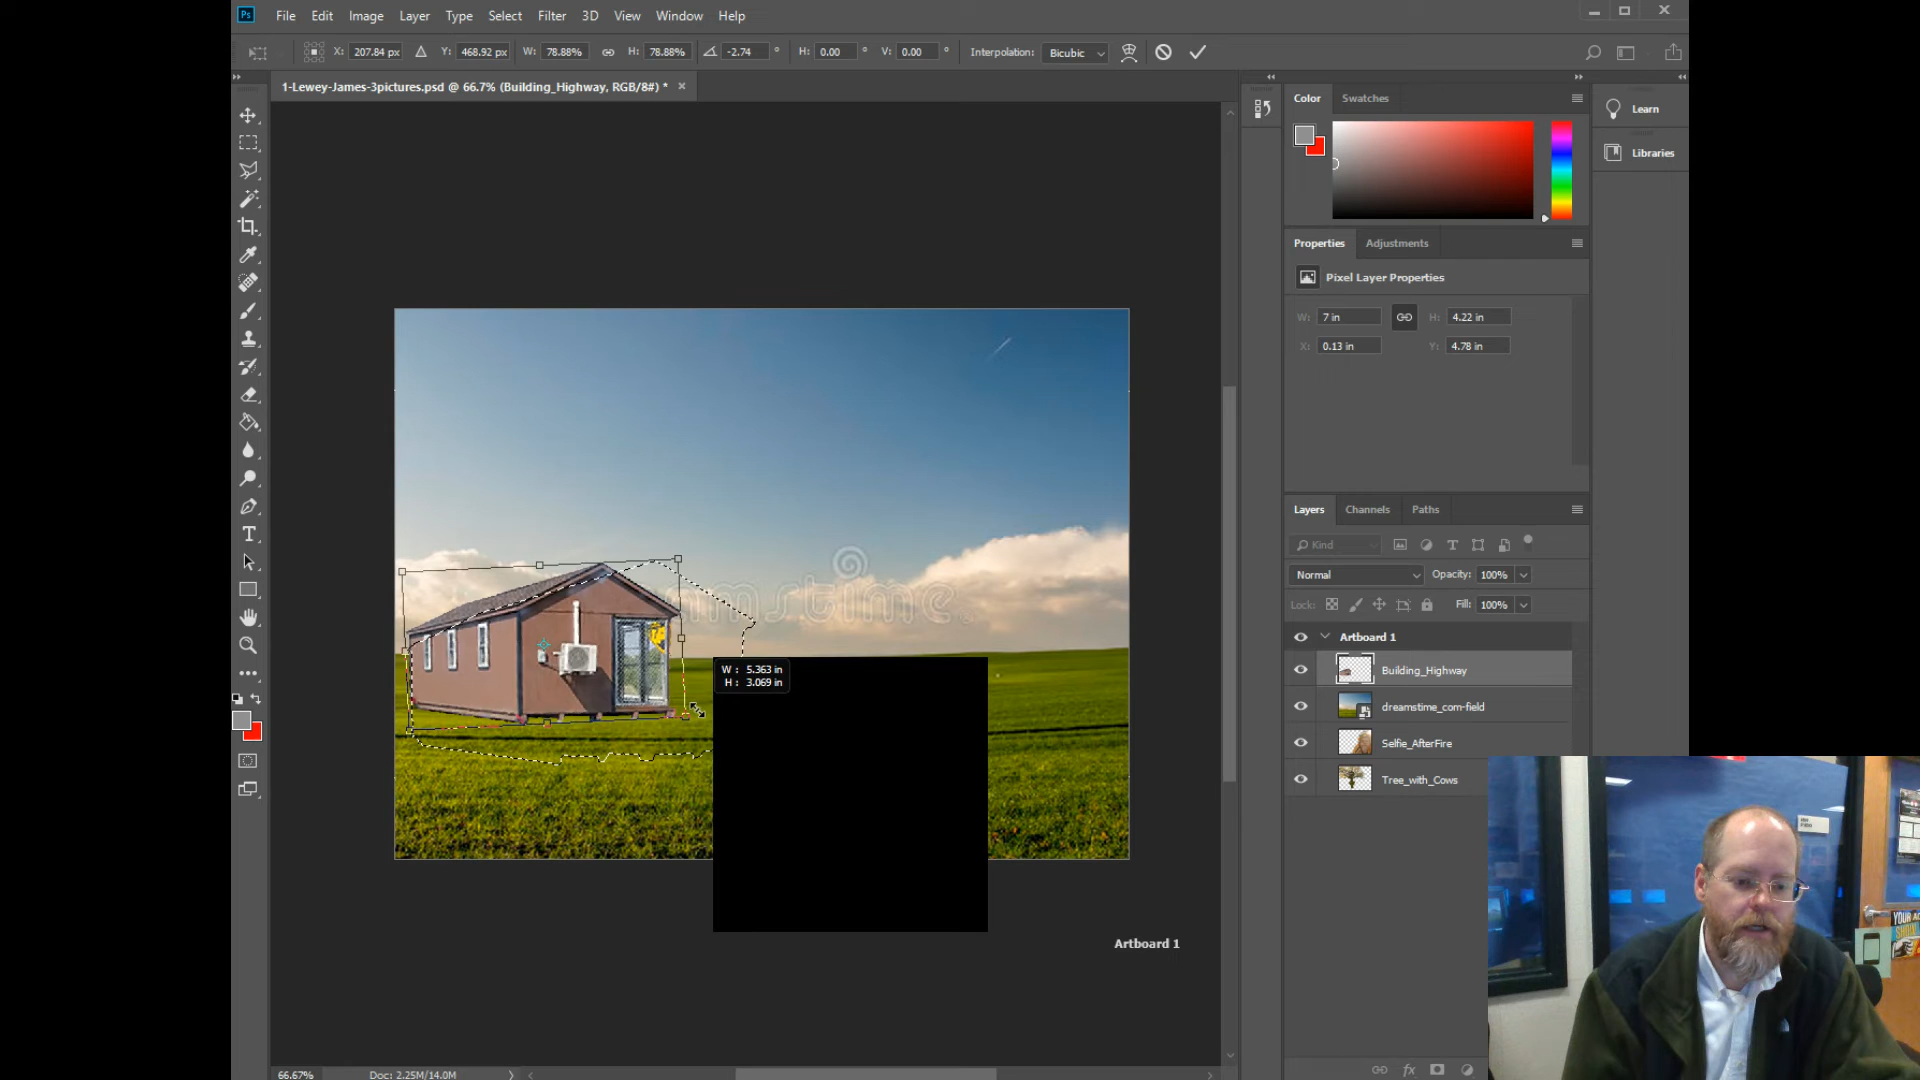 Ps File Edit Image Layer Type Select Filter 3D View Window Help
X: 207.84 px Y: 468.92 px W: 78.88% H: 78.88% -2.74 ° H: 0.00 ° V: 0.00 ° Interpolation: Bicubic
1-Lewey-James-3pictures.psd @ 66.7% (Building_Highway, RGB/8#) * ×
Color Swatches
Learn
Libraries
Properties Adjustments
Pixel Layer Properties
W: 7 in H: 4.22 in
X: 0.13 in Y: 4.78 in
Layers Channels Paths
Kind
Normal Opacity: 100%
Lock: Fill: 100%
Artboard 1
Building_Highway
dreamstime_com-field
Selfie_AfterFire
Tree_with_Cows
W : 5.363 in
H : 3.069 in
Artboard 1
66.67% Doc: 2.25M/14.0M
fx
YOUR